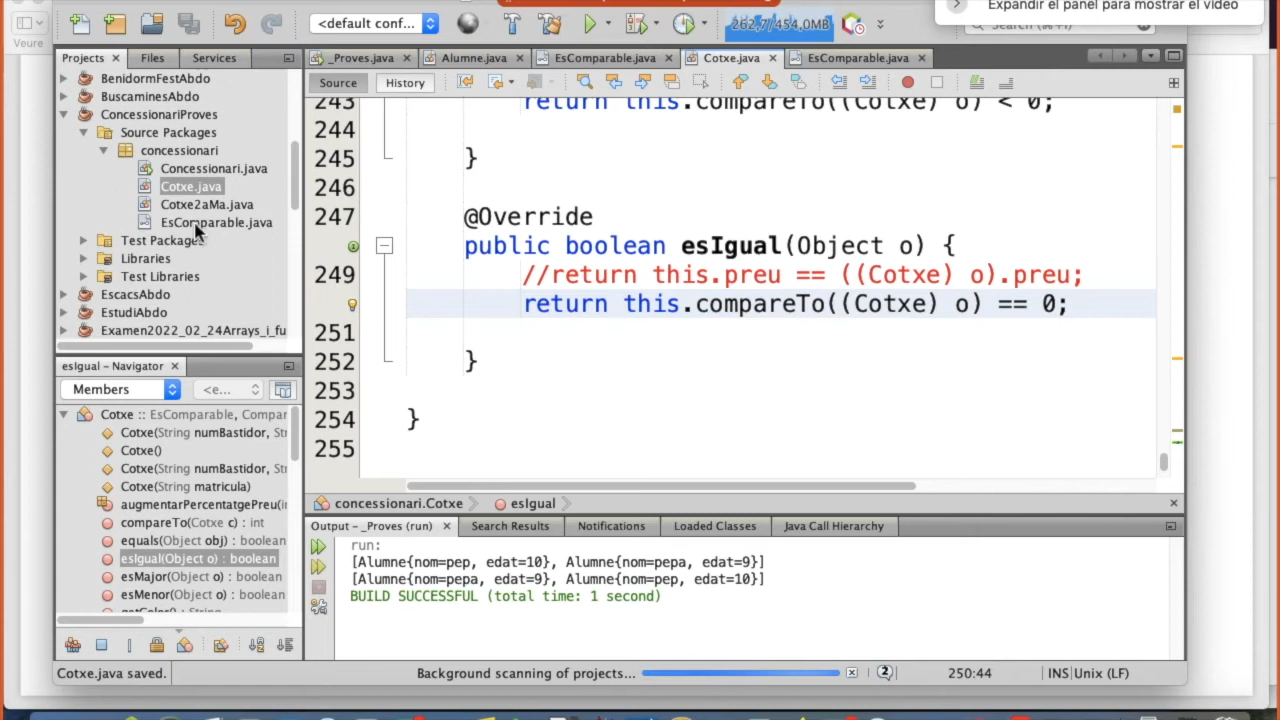 Expandir el panel para mostrar el video
Veure
<default conf...
262,7/454,0MB
Search (⌘+I)
Projects
Files
Services
_Proves.java
Alumne.java
EsComparable.java
Cotxe.java
EsComparable.java
Source
History
BenidormFestAbdo
BuscaminesAbdo
ConcessionariProves
Source Packages
concessionari
Concessionari.java
Cotxe.java
Cotxe2aMa.java
EsComparable.java
Test Packages
Libraries
Test Libraries
EscacsAbdo
EstudiAbdo
Examen2022_02_24Arrays_i_fu
243 return this.compareTo((Cotxe) o) < 0;
244
245 }
246
247 @Override
public boolean esIgual(Object o) {
249 //return this.preu == ((Cotxe) o).preu;
return this.compareTo((Cotxe) o) == 0;
251
252 }
253
254 }
255
esIgual - Navigator
Members
<e...
Cotxe :: EsComparable, Compar
Cotxe(String numBastidor, Str
Cotxe()
Cotxe(String numBastidor, Str
Cotxe(String matricula)
augmentarPercentatgePreu(in
compareTo(Cotxe c) : int
equals(Object obj) : boolean
esIgual(Object o) : boolean
esMajor(Object o) : boolean
esMenor(Object o) : boolean
getColor() : String
concessionari.Cotxe
esIgual
Output - _Proves (run)
Search Results
Notifications
Loaded Classes
Java Call Hierarchy
run:
[Alumne{nom=pep, edat=10}, Alumne{nom=pepa, edat=9}]
[Alumne{nom=pepa, edat=9}, Alumne{nom=pep, edat=10}]
BUILD SUCCESSFUL (total time: 1 second)
Cotxe.java saved.
Background scanning of projects...
2
250:44
INS
Unix (LF)